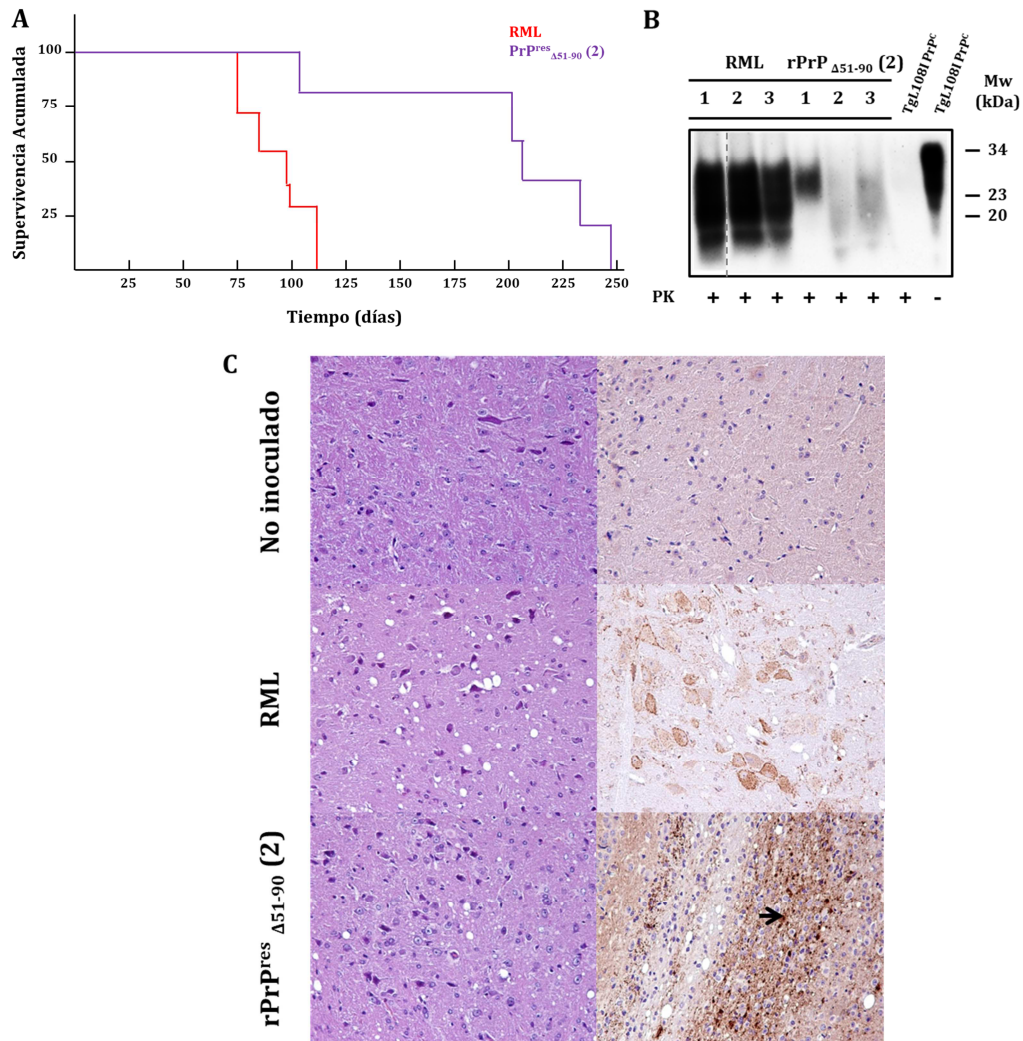 A
Supervivencia Acumulada
100
75
50
25
25 50 75 100 125 150 175 200 225 250
Tiempo (días)
RML
PrPres Δ51-90 (2)
B
RML rPrP Δ51-90 (2)
1 2 3 1 2 3
TgL108I PrPC
TgL108I PrPC
Mw
(kDa)
34
23
20
PK + + + + + + + -
C
No inoculado
RML
rPrPres Δ51-90 (2)